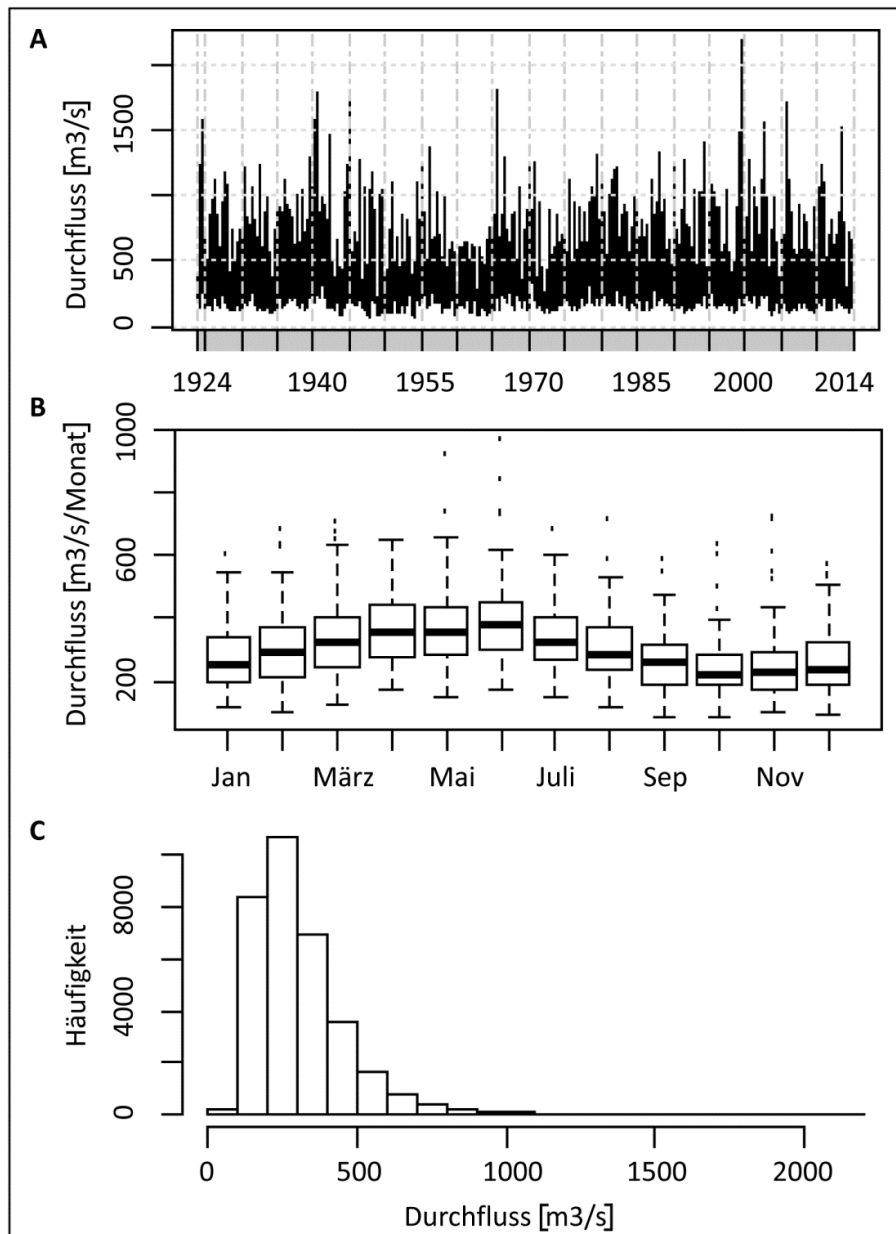 A
Durchfluss [m3/s]
1500
500
0
1924 1940 1955 1970 1985 2000 2014
B
Durchfluss [m3/s/Monat]
1000
600
200
Jan März Mai Juli Sep Nov
C
Häufigkeit
8000
4000
0
0 500 1000 1500 2000
Durchfluss [m3/s]